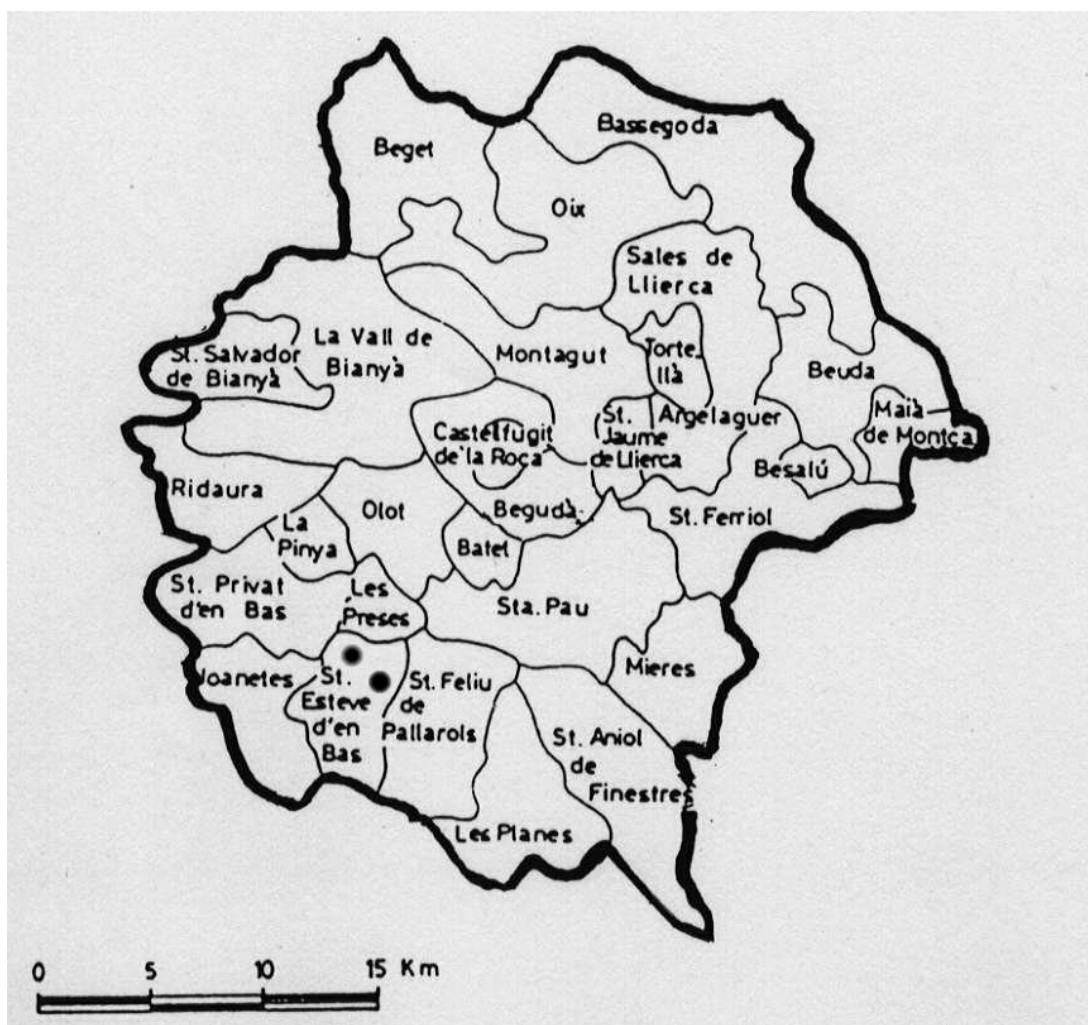 Bassegoda
Beget
Oix
Sales de
Llierca
La Vall de
Bianyà
St. Salvador
de Bianyà
Montagut
Torte_
llà
Beuda
Maià
de Montcal
St.
Jaume
de Llierca
Argelaguer
Castellfugit
de la Roca
Besalú
Ridaura
Olot
Begudà
St. Ferriol
La
Pinya
Batet
St. Privat
d'en Bas
Les
Preses
Sta. Pau
Mieres
Joanetes
St.
Esteve
d'en
Bas
St. Feliu
de
Pallarols
St. Aniol
de
Finestres
Les Planes
0 5 10 15 Km